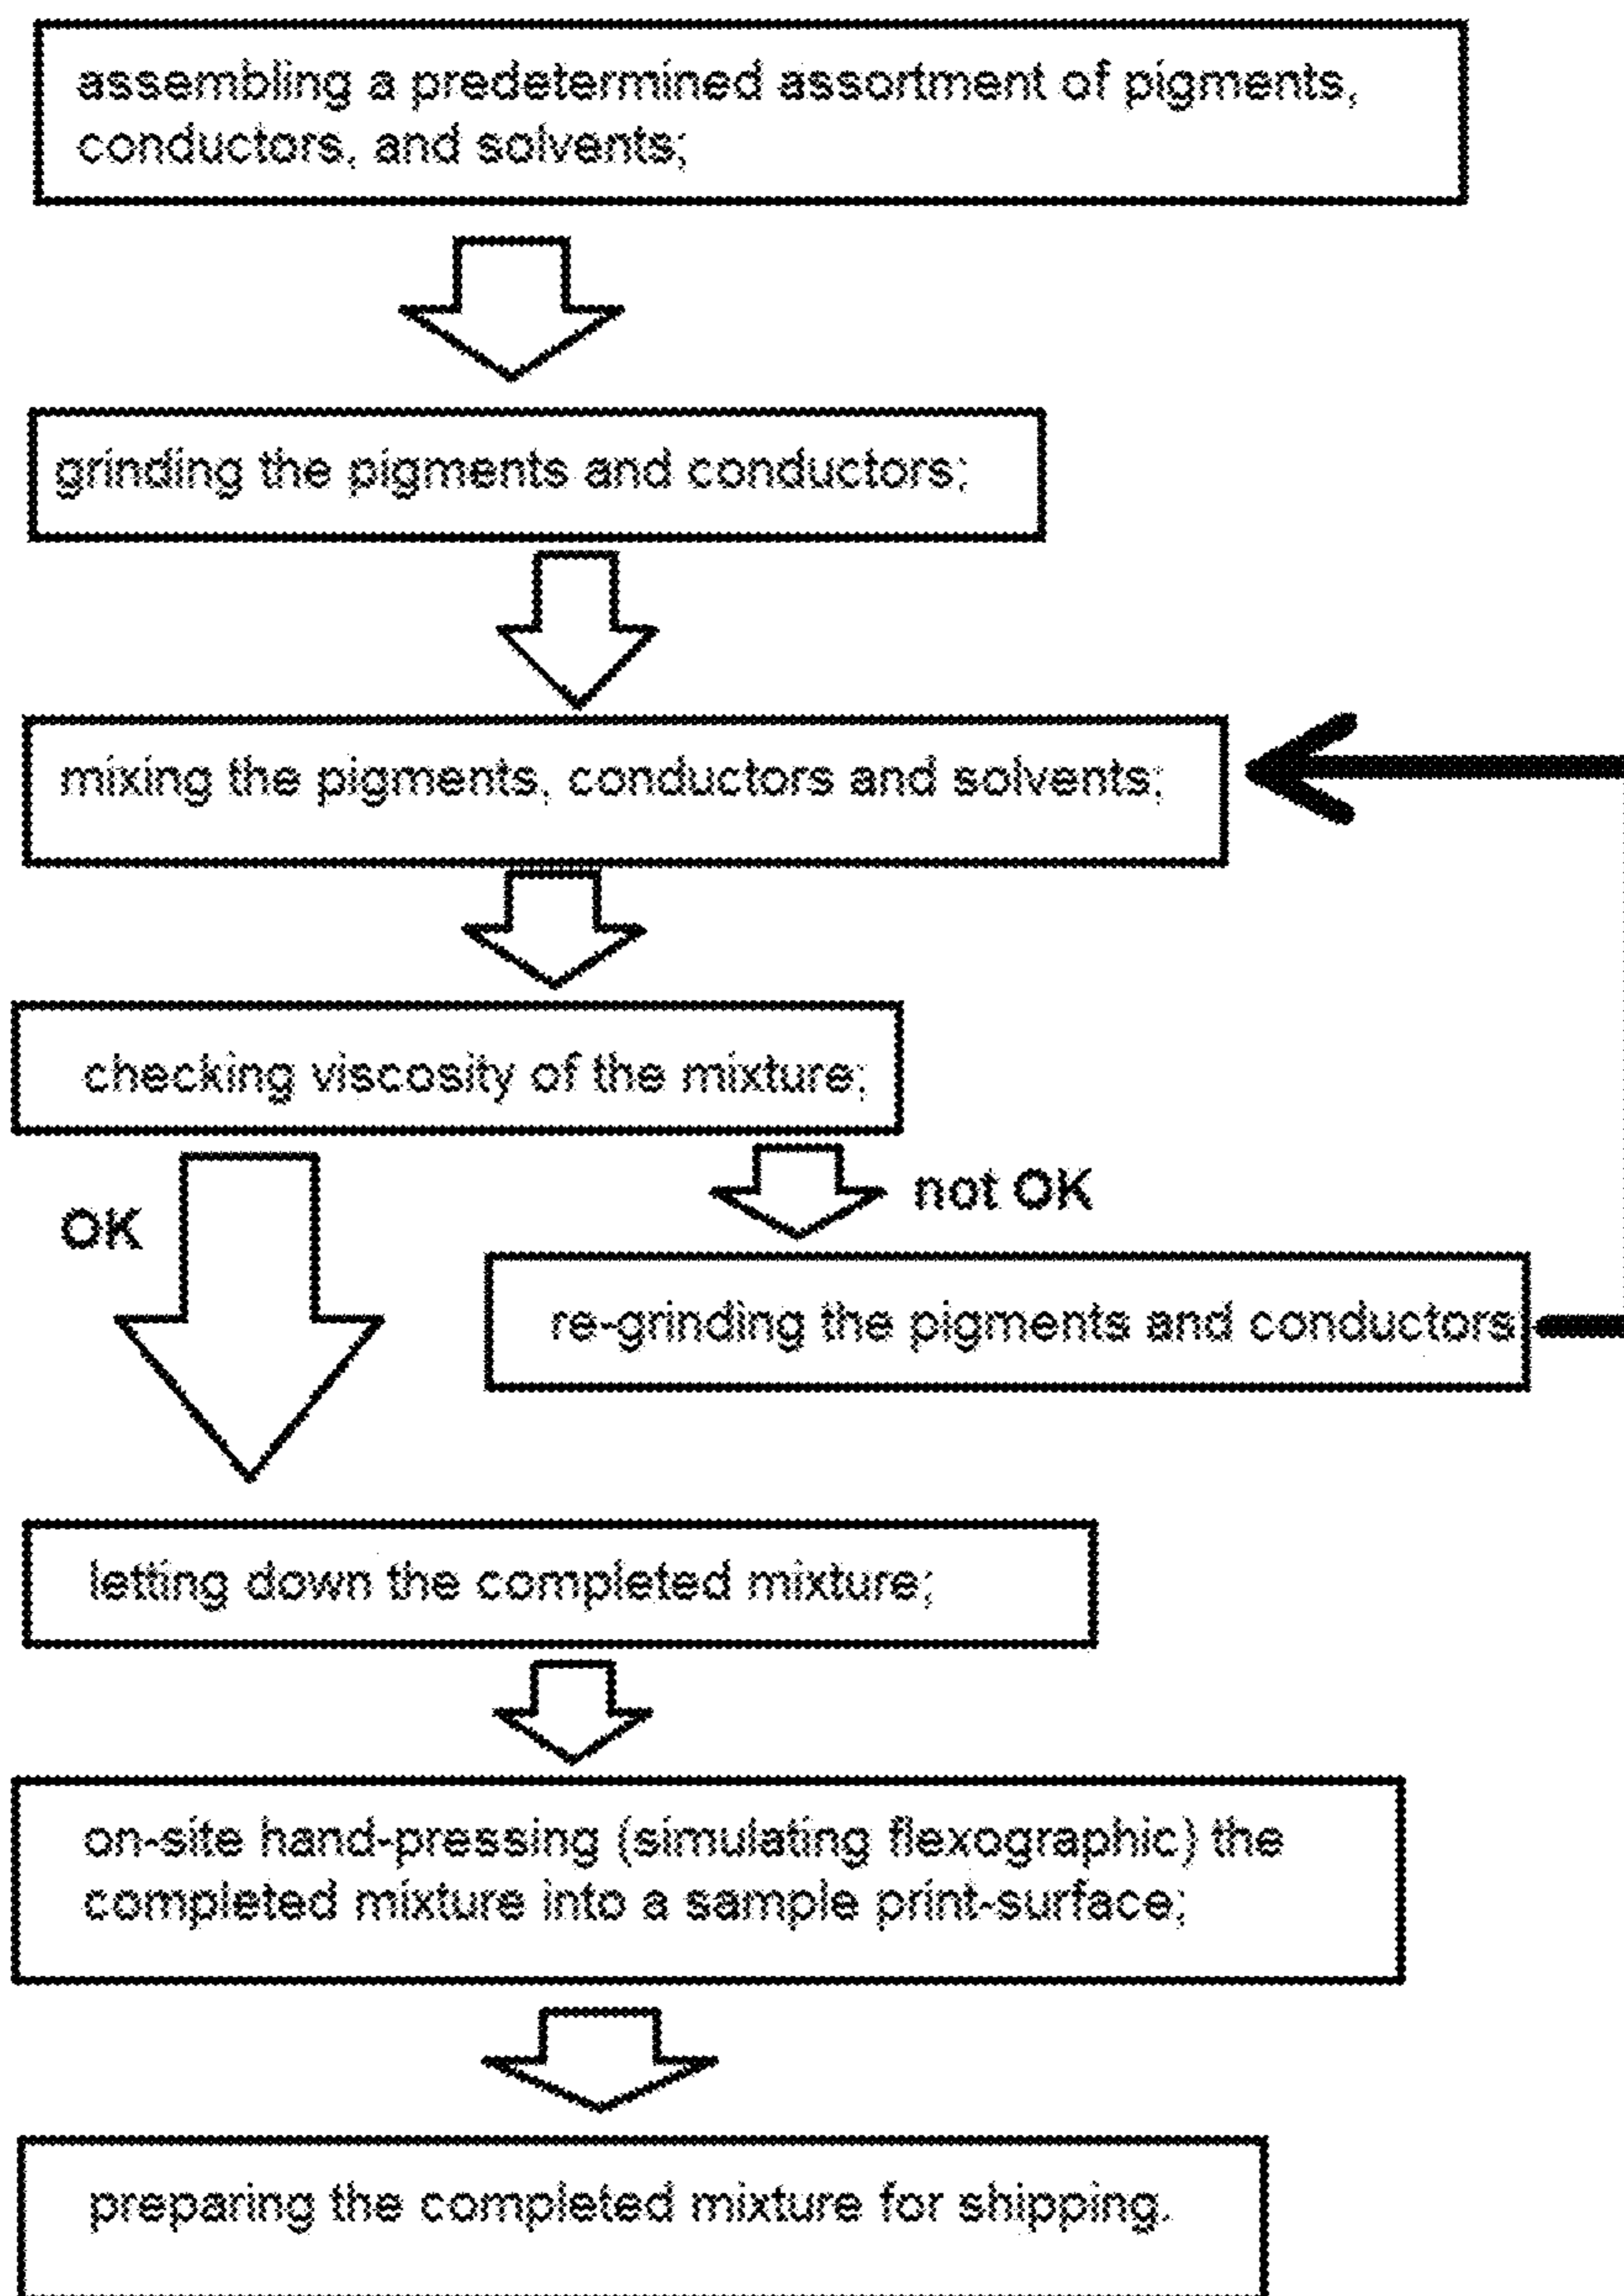 assembling a predetermined assortment of pigments,
conductors, and solvents;
grinding the pigments and conductors;
mixing the pigments, conductors and solvents;
checking viscosity of the mixture;
OK
not OK
re-grinding the pigments and conductors
letting down the completed mixture;
on-site hand-pressing (simulating flexographic) the
completed mixture into a sample print-surface;
preparing the completed mixture for shipping.